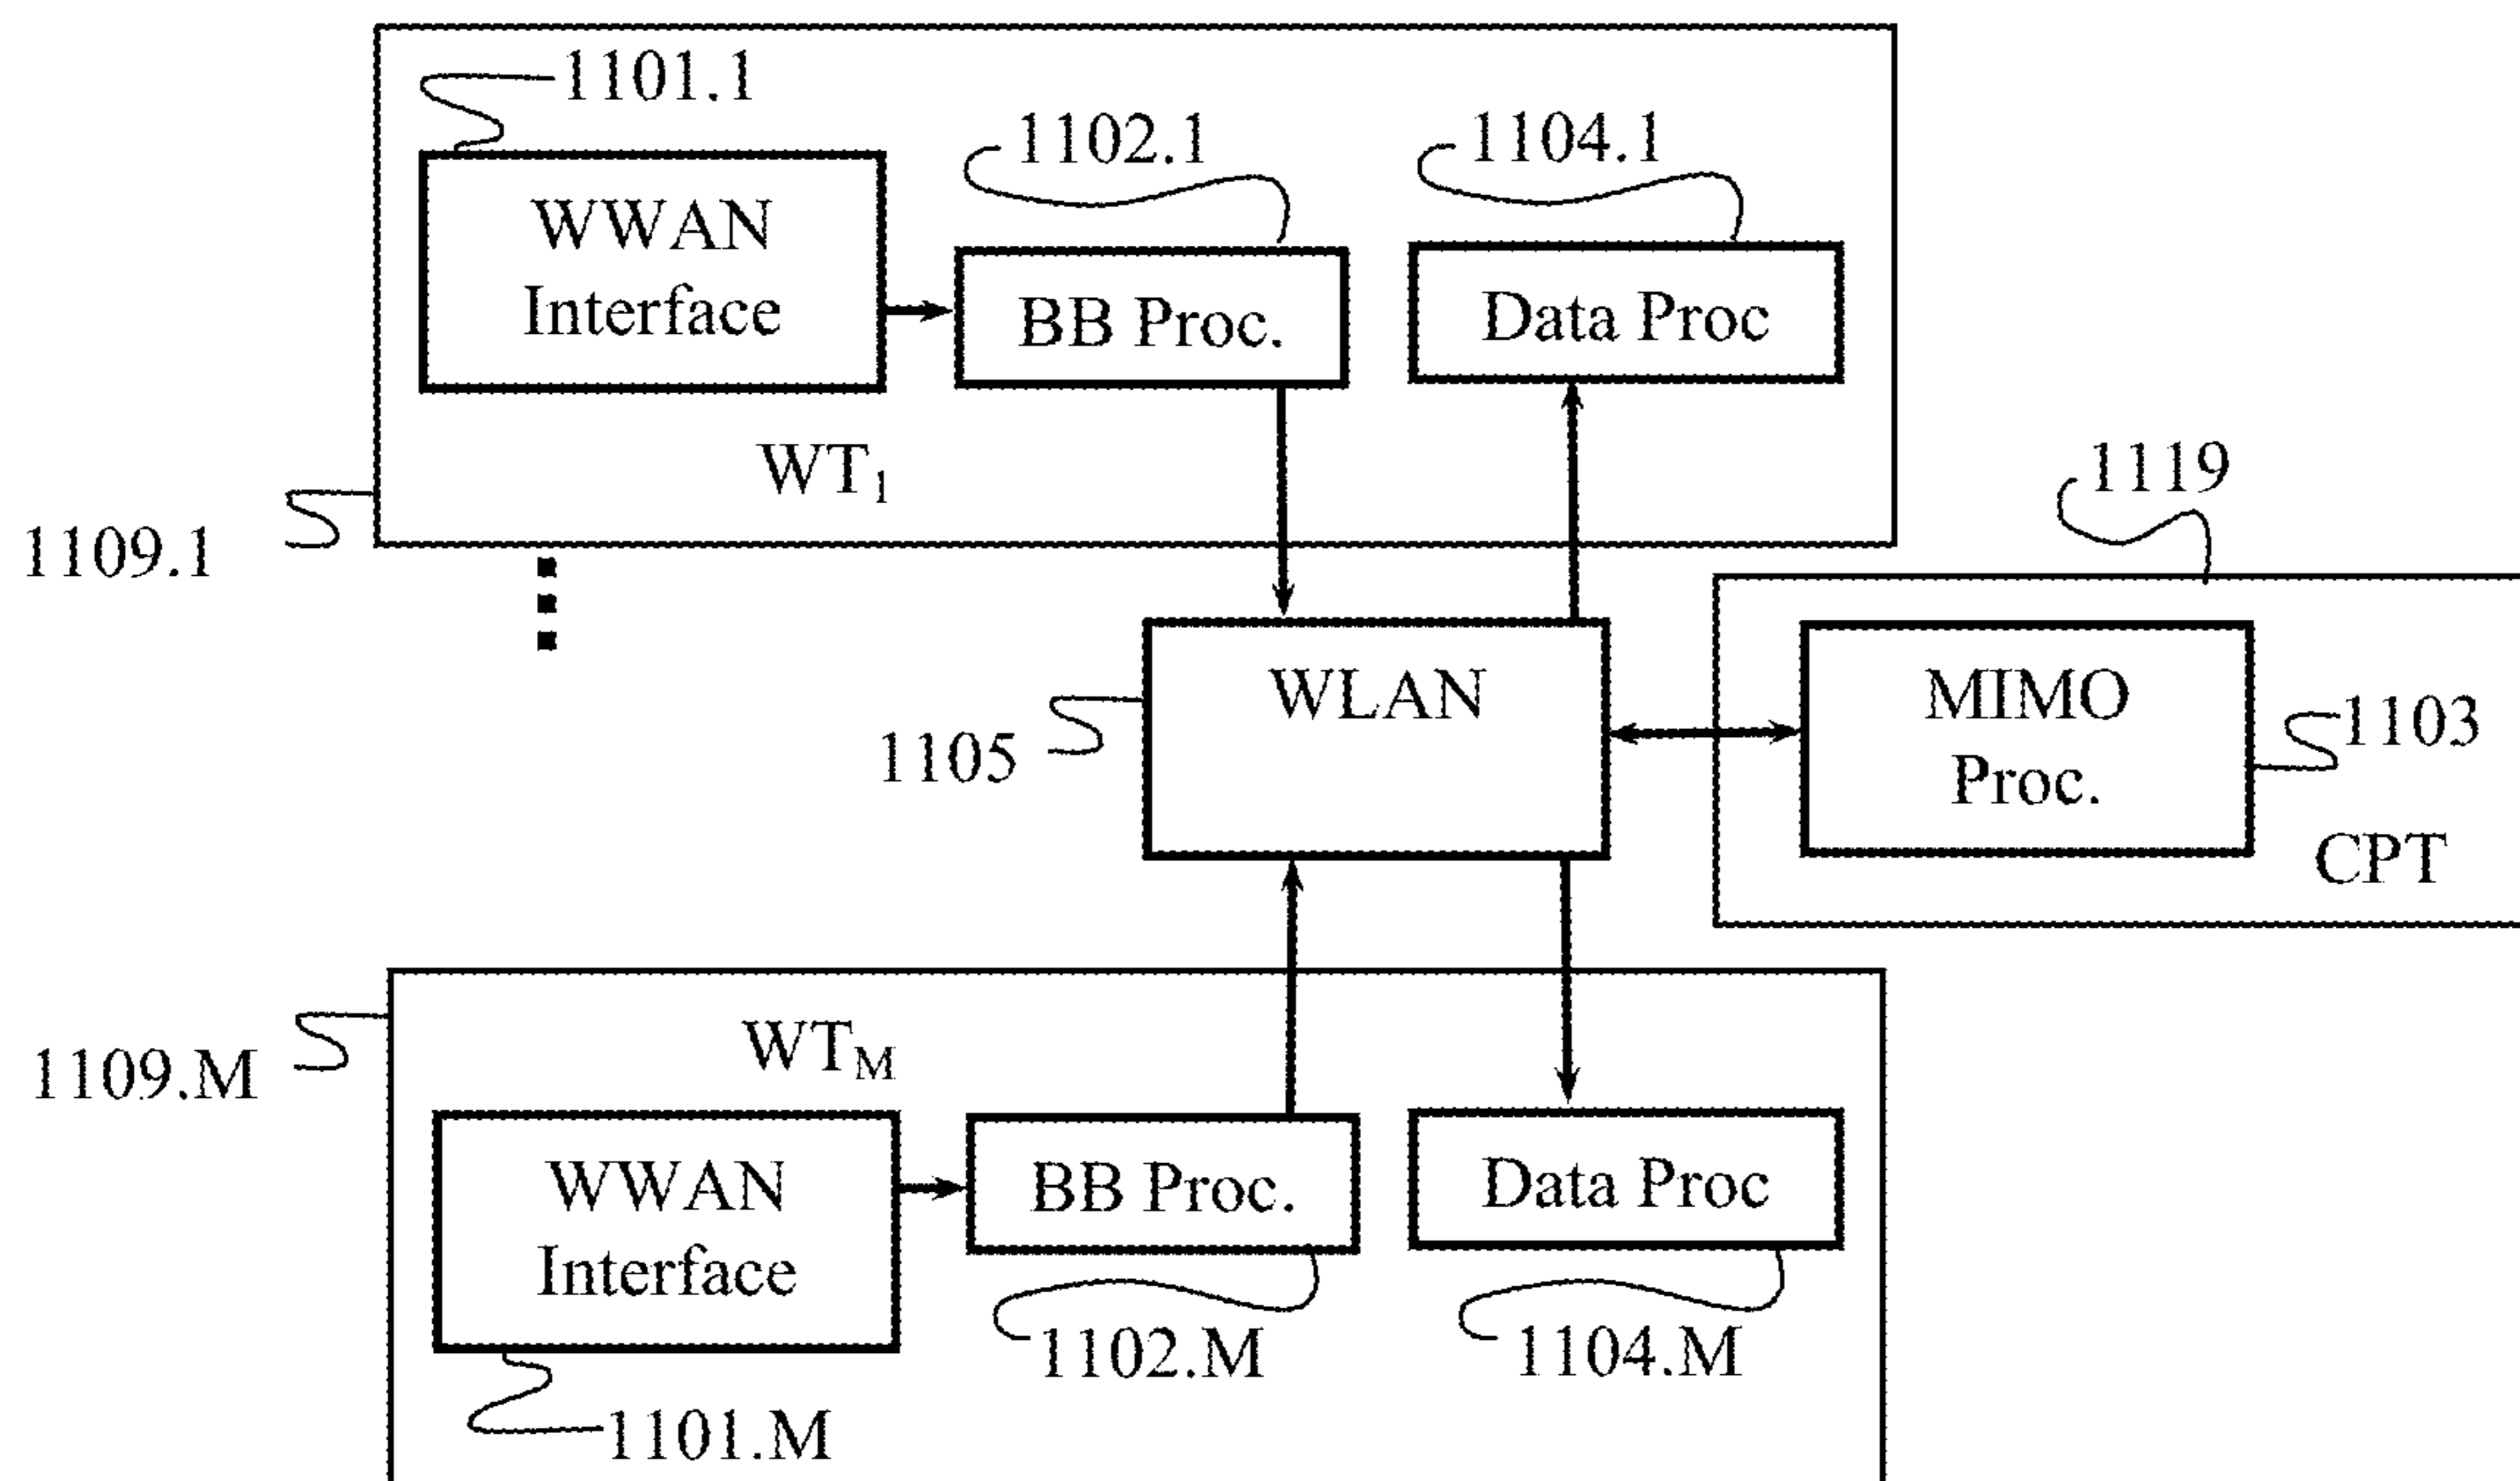 1101.1
1102.1
1104.1
WWAN
Interface
BB Proc.
Data Proc
WT1
1109.1
1119
WLAN
MIMO
Proc.
1103
1105
CPT
1109.M
WTM
WWAN
Interface
BB Proc.
Data Proc
1102.M
1104.M
1101.M